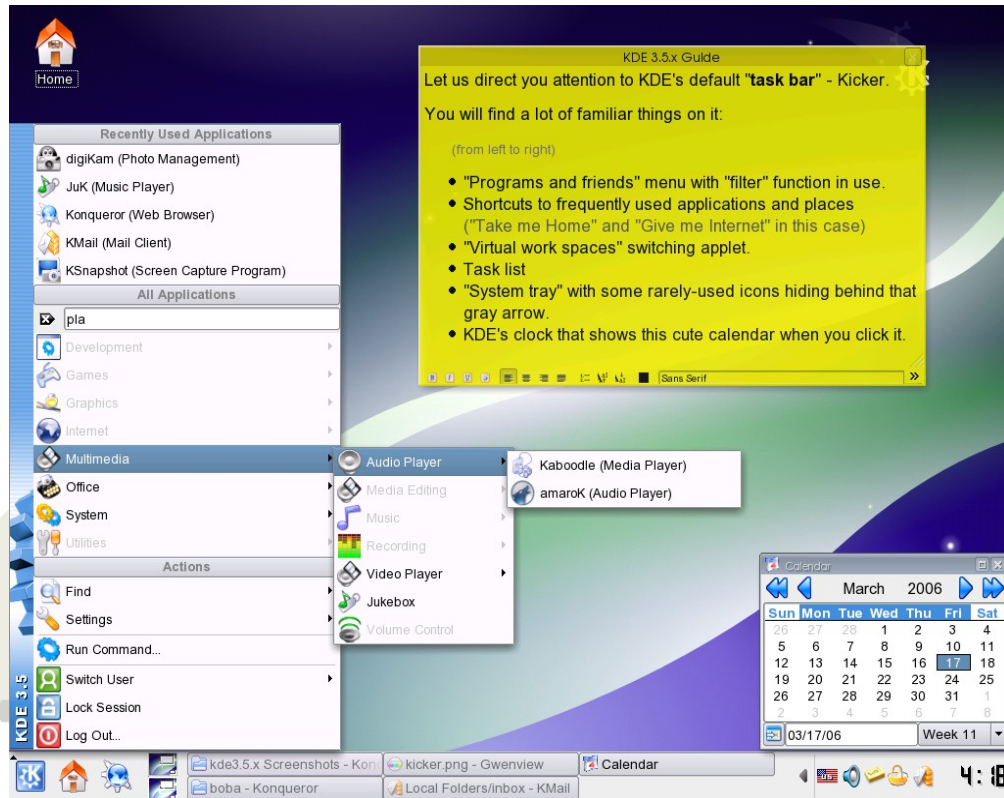 Home
KDE 3.5.x Guide
Let us direct you attention to KDE's default "task bar" - Kicker.
You will find a lot of familiar things on it:
(from left to right)
"Programs and friends" menu with "filter" function in use.
Shortcuts to frequently used applications and places
("Take me Home" and "Give me Internet" in this case)
"Virtual work spaces" switching applet.
Task list
"System tray" with some rarely-used icons hiding behind that
gray arrow.
KDE's clock that shows this cute calendar when you click it.
Sans Serif
Recently Used Applications
digiKam (Photo Management)
JuK (Music Player)
Konqueror (Web Browser)
KMail (Mail Client)
KSnapshot (Screen Capture Program)
All Applications
pla
Development
Games
Graphics
Internet
Multimedia
Office
System
Utilities
Actions
Find
Settings
Run Command...
Switch User
Lock Session
Log Out...
KDE 3.5
Audio Player
Media Editing
Music
Recording
Video Player
Jukebox
Volume Control
Kaboodle (Media Player)
amaroK (Audio Player)
Calendar
March 2006
Sun Mon Tue Wed Thu Fri Sat
26 27 28 1 2 3 4
5 6 7 8 9 10 11
12 13 14 15 16 17 18
19 20 21 22 23 24 25
26 27 28 29 30 31 1
2 3 4 5 6 7 8
03/17/06 Week 11
kde3.5.x Screenshots - Kon
kicker.png - Gwenview
Calendar
boba - Konqueror
Local Folders/inbox - KMail